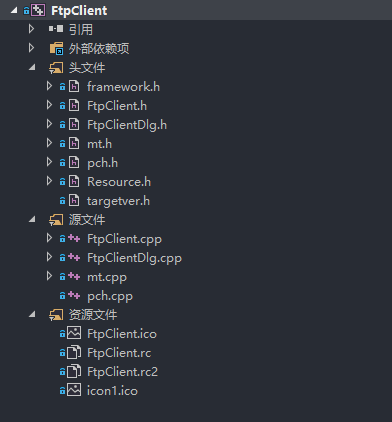 FtpClient
引用
外部依赖项
头文件
framework.h
FtpClient.h
FtpClientDlg.h
mt.h
pch.h
Resource.h
targetver.h
源文件
FtpClient.cpp
FtpClientDlg.cpp
mt.cpp
pch.cpp
资源文件
FtpClient.ico
FtpClient.rc
FtpClient.rc2
icon1.ico